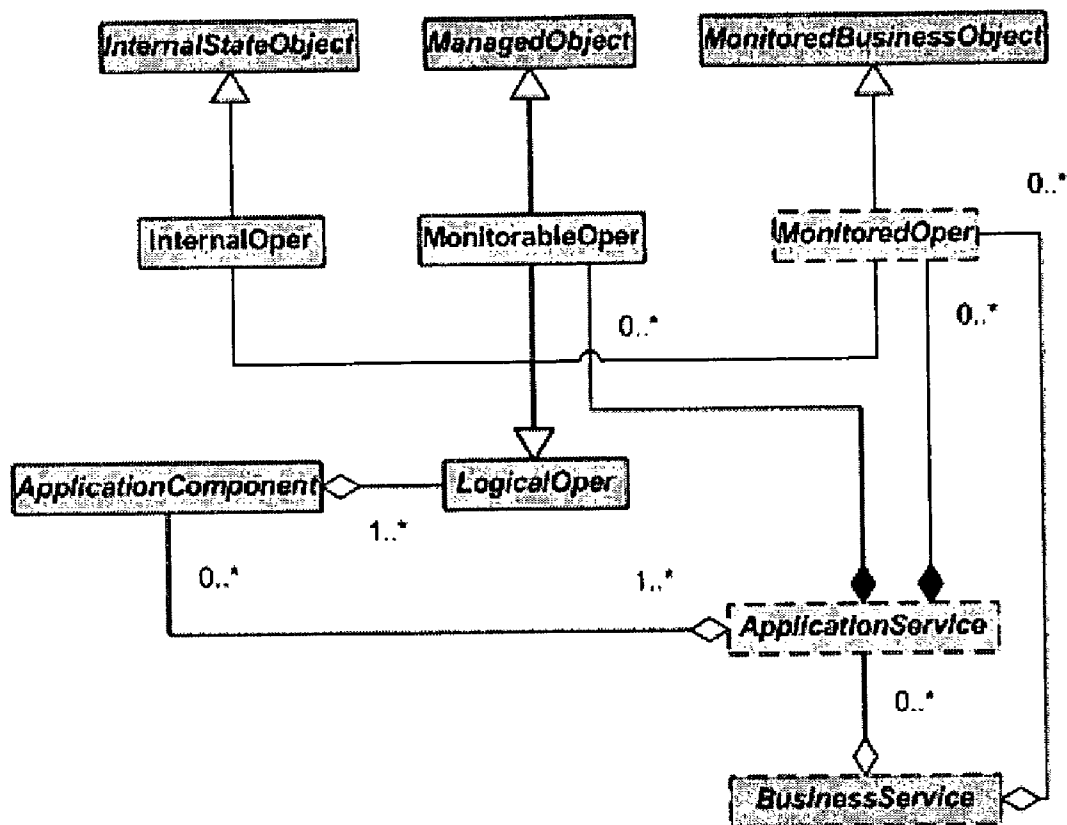 InternalStateObject
ManagedObject
MonitoredBusinessObject
0..*
InternalOper
MonitorableOper
MonitoredOper
0..*
0..*
ApplicationComponent
LogicalOper
1..*
0..*
1..*
ApplicationService
0..*
BusinessService